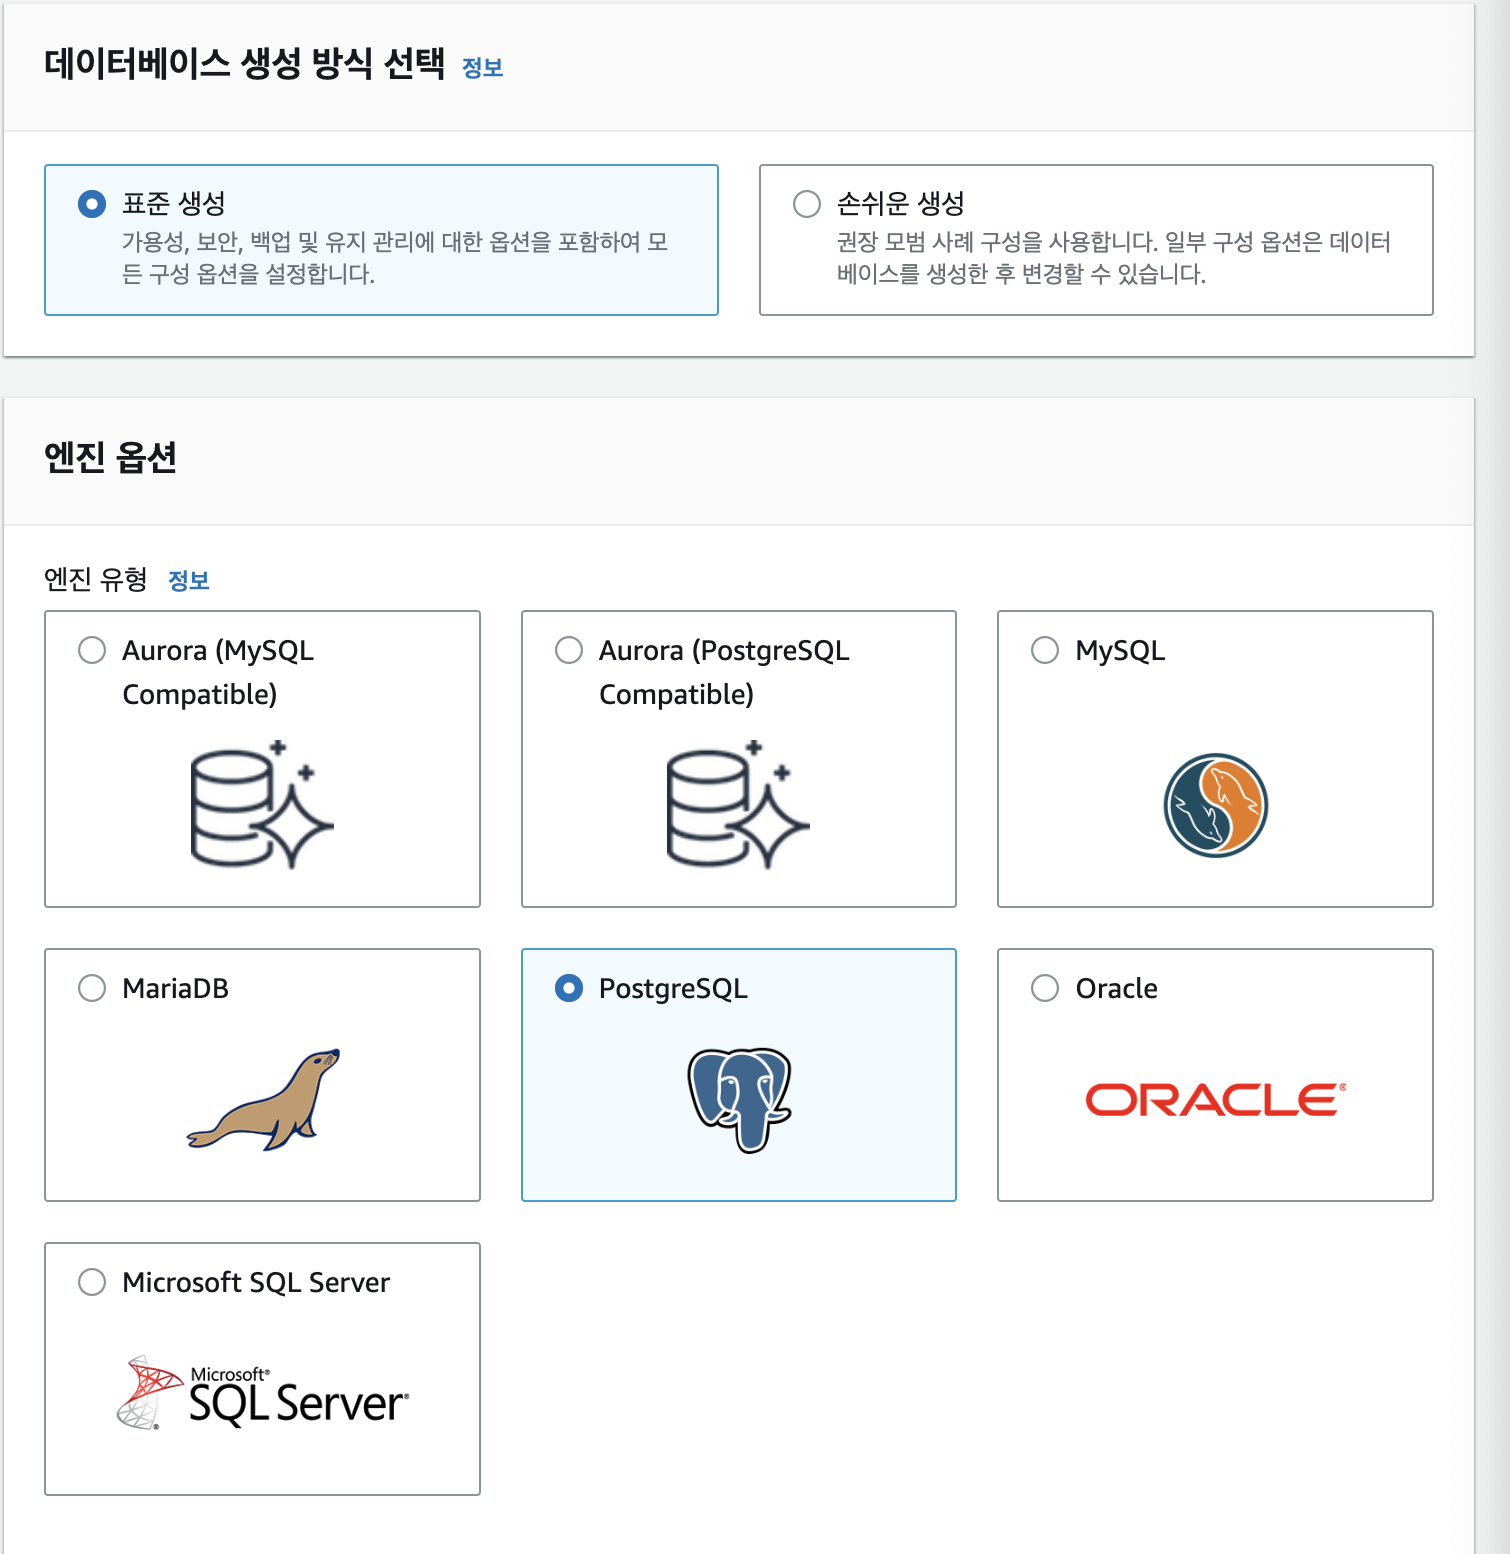 데이터베이스 생성 방식 선택 정보
표준 생성
가용성, 보안, 백업 및 유지 관리에 대한 옵션을 포함하여 모
든 구성 옵션을 설정합니다.
손쉬운 생성
권장 모범 사례 구성을 사용합니다. 일부 구성 옵션은 데이터
베이스를 생성한 후 변경할 수 있습니다.
엔진 옵션
엔진 유형 정보
Aurora (MySQL
Compatible)
Aurora (PostgreSQL
Compatible)
MySQL
MariaDB
PostgreSQL
Oracle
ORACLE®
Microsoft SQL Server
Microsoft®
SQL Server®